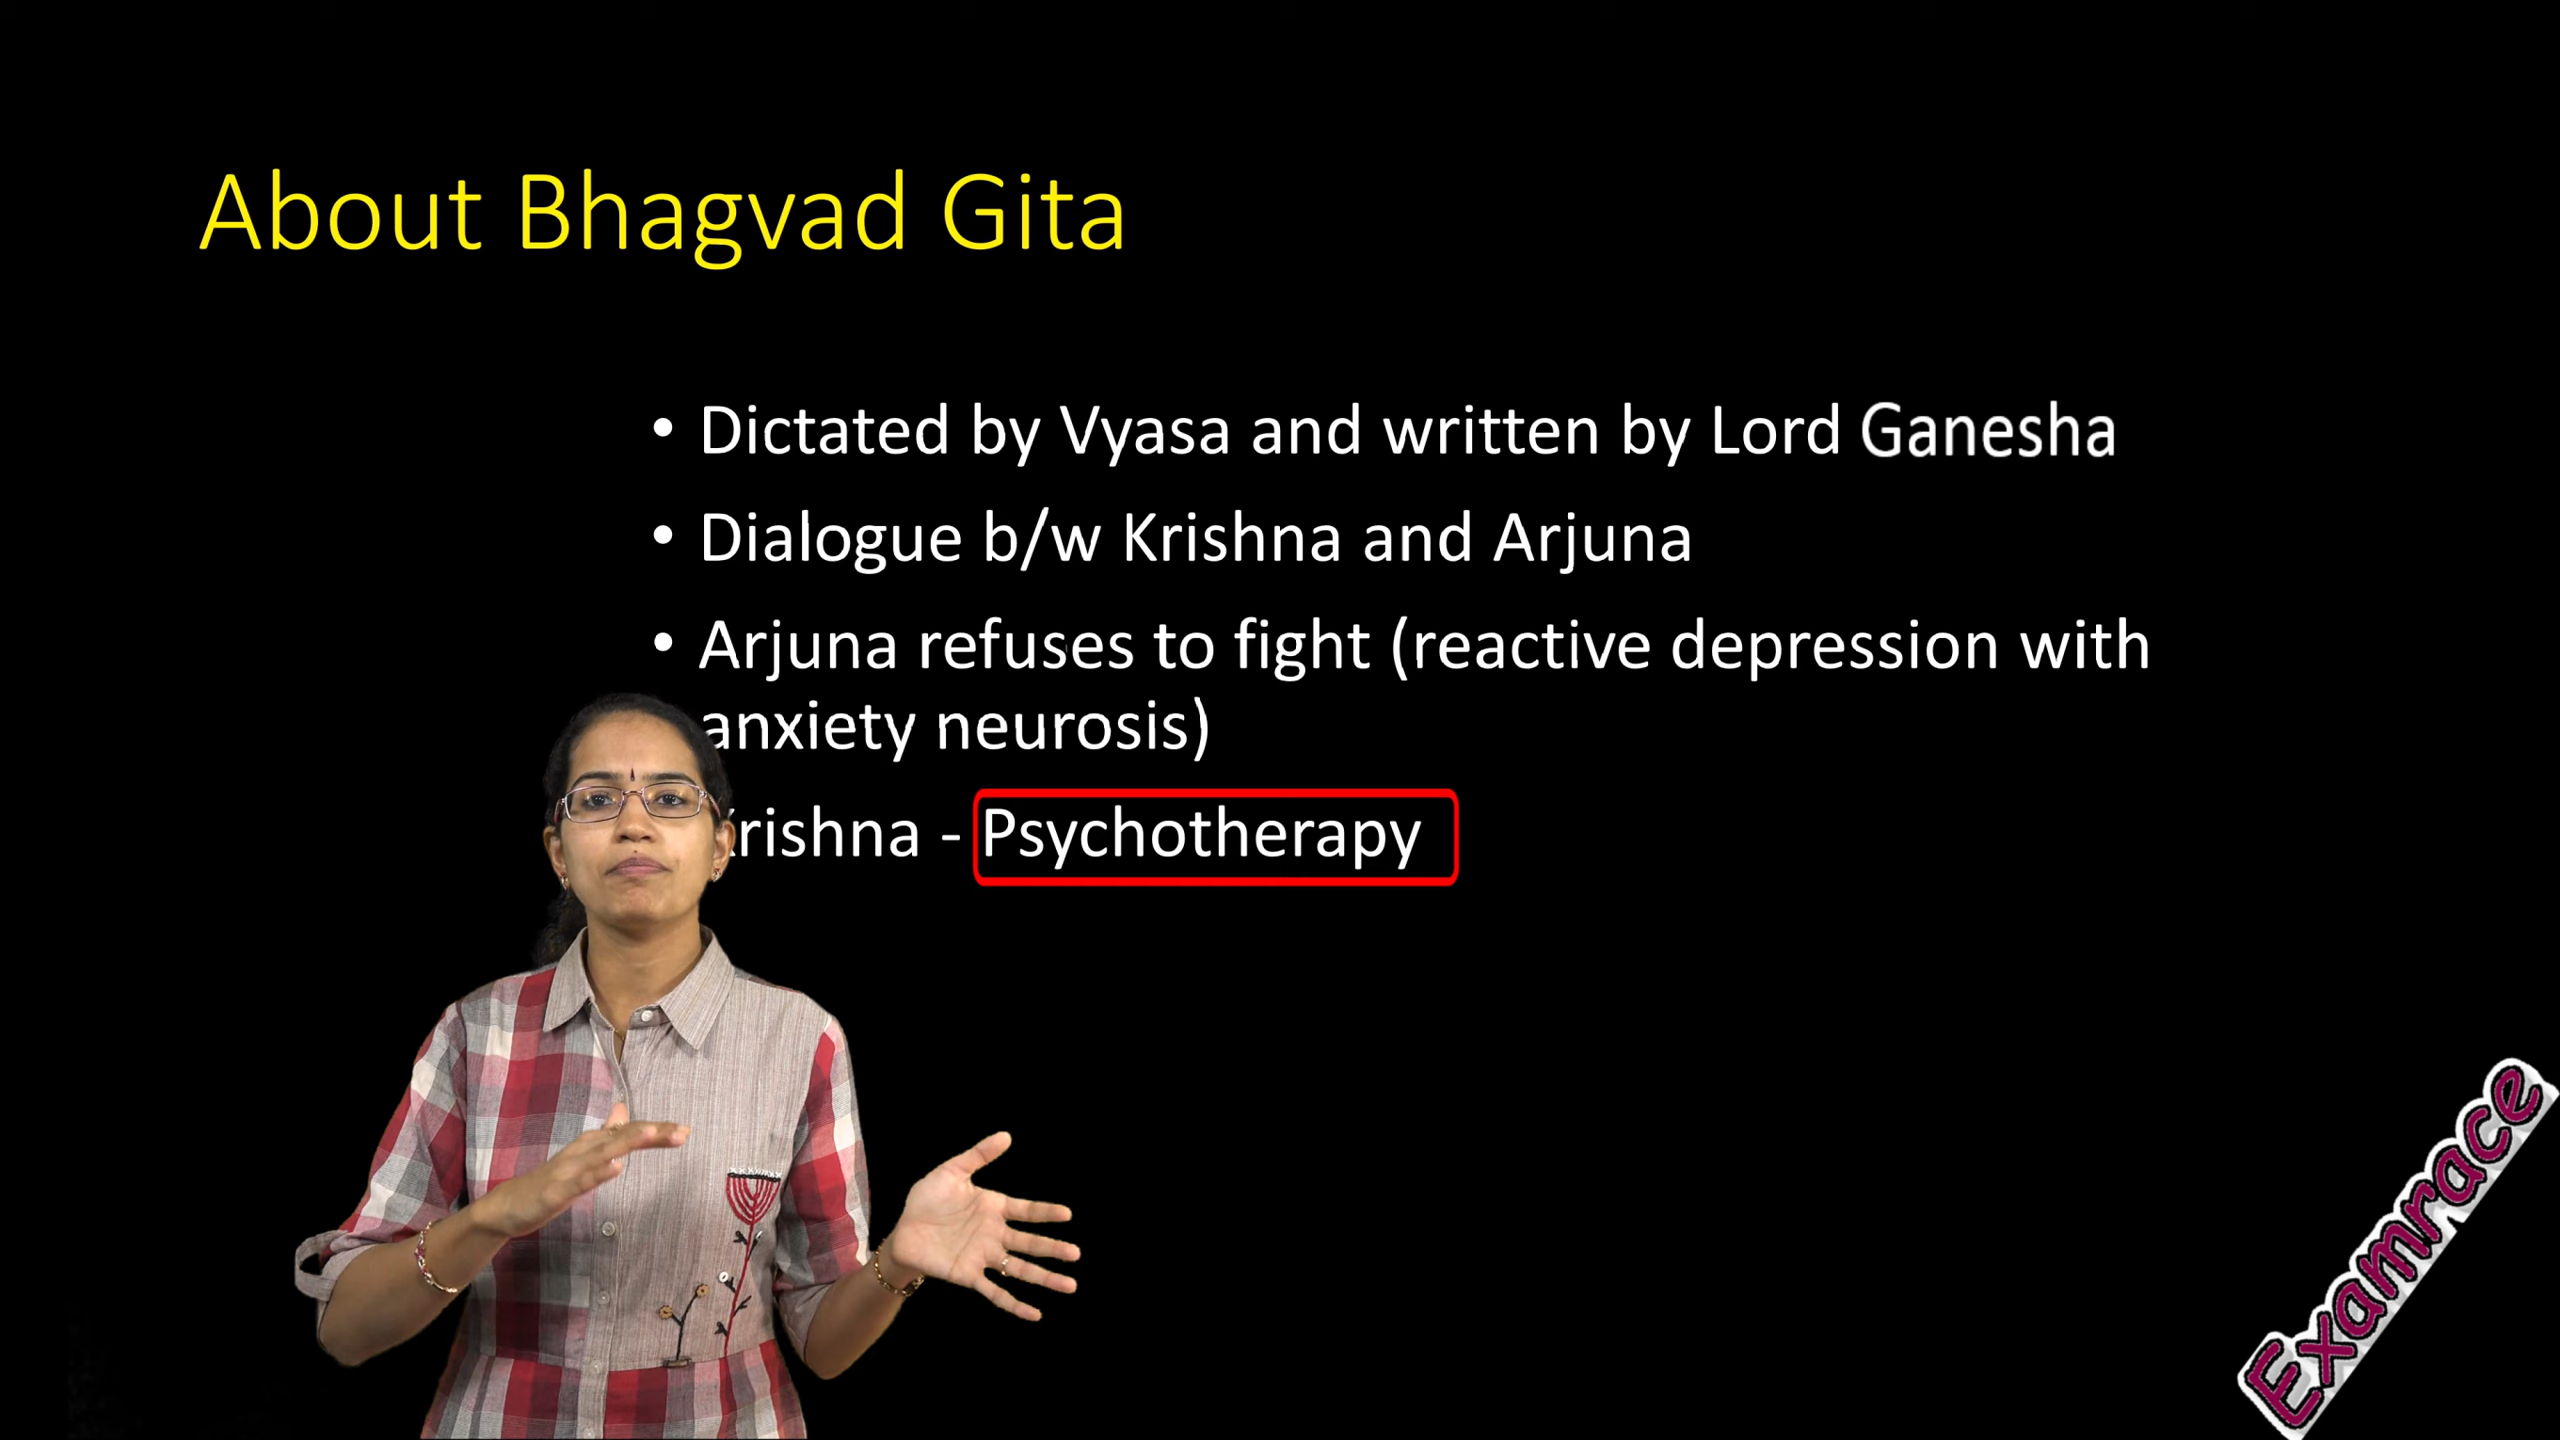 About Bhagvad Gita
• Dictated by Vyasa and written by Lord Ganesha
• Dialogue b/w Krishna and Arjuna
• Arjuna refuses to fight (reactive depression with
anxiety neurosis)
Krishna - Psychotherapy
Examrace